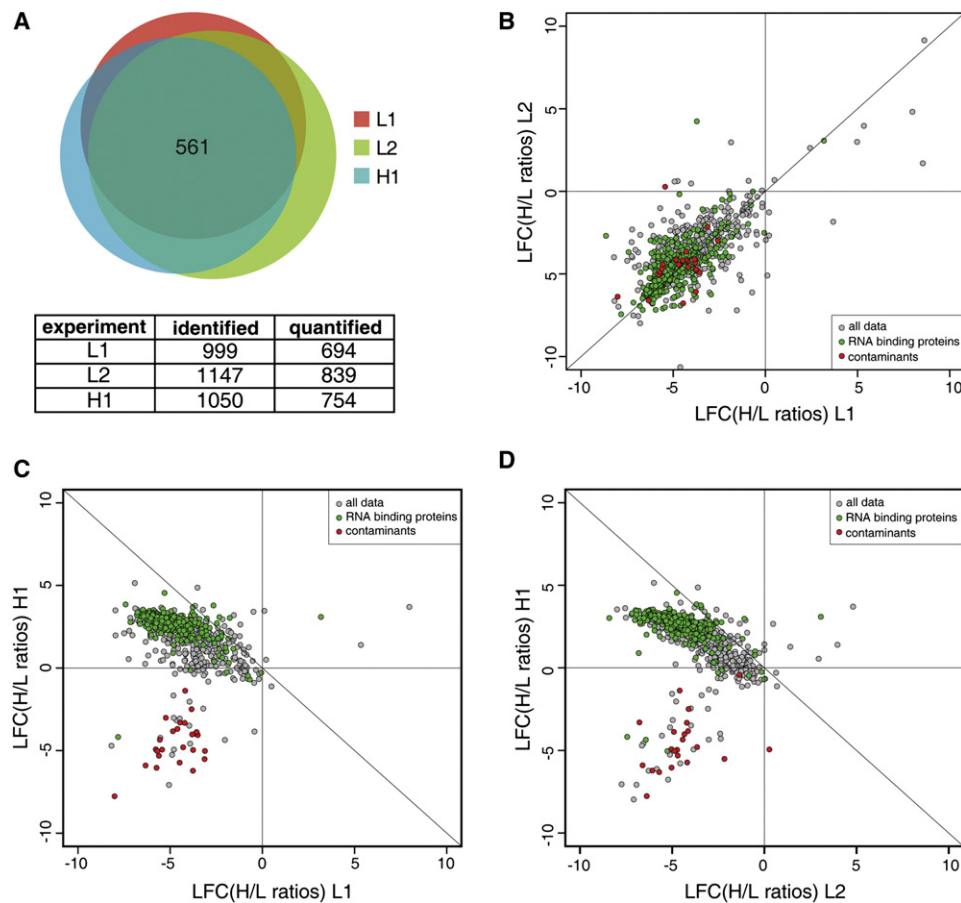 A
561
L1
L2
H1
experiment identified quantified
L1 999 694
L2 1147 839
H1 1050 754
B
LFC(H/L ratios) L2
10
5
0
5
-10
all data
RNA binding proteins
contaminants
-10 -5 0 5 10
LFC(H/L ratios) L1
C
LFC(H/L ratios) H1
10
5
0
-5
-10
all data
RNA binding proteins
contaminants
-10 -5 0 5 10
LFC(H/L ratios) L1
D
LFC(H/L ratios) H1
10
5
0
-5
-10
all data
RNA binding proteins
contaminants
-10 -5 0 5 10
LFC(H/L ratios) L2